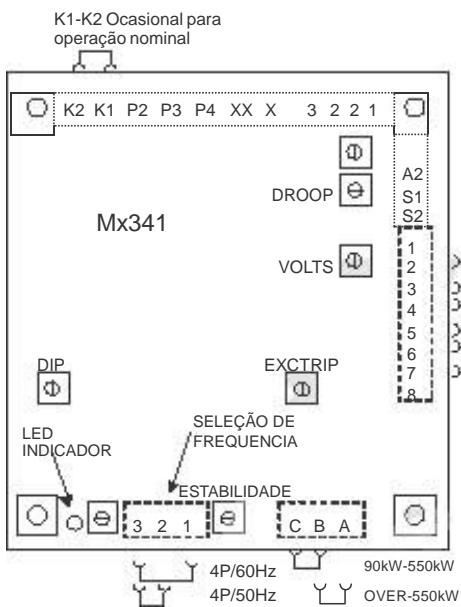 K1-K2 Ocasional para
operação nominal
K2 K1 P2 P3 P4 XX X 3 2 2 1
A2
S1
S2
DROOP
Mx341
VOLTS
1
2
3
4
5
6
7
8
DIP
EXCTRIP
LED
INDICADOR
SELEÇÃO DE
FREQUENCIA
ESTABILIDADE
3 2 1
C B A
4P/60Hz
4P/50Hz
90kW-550kW
OVER-550kW